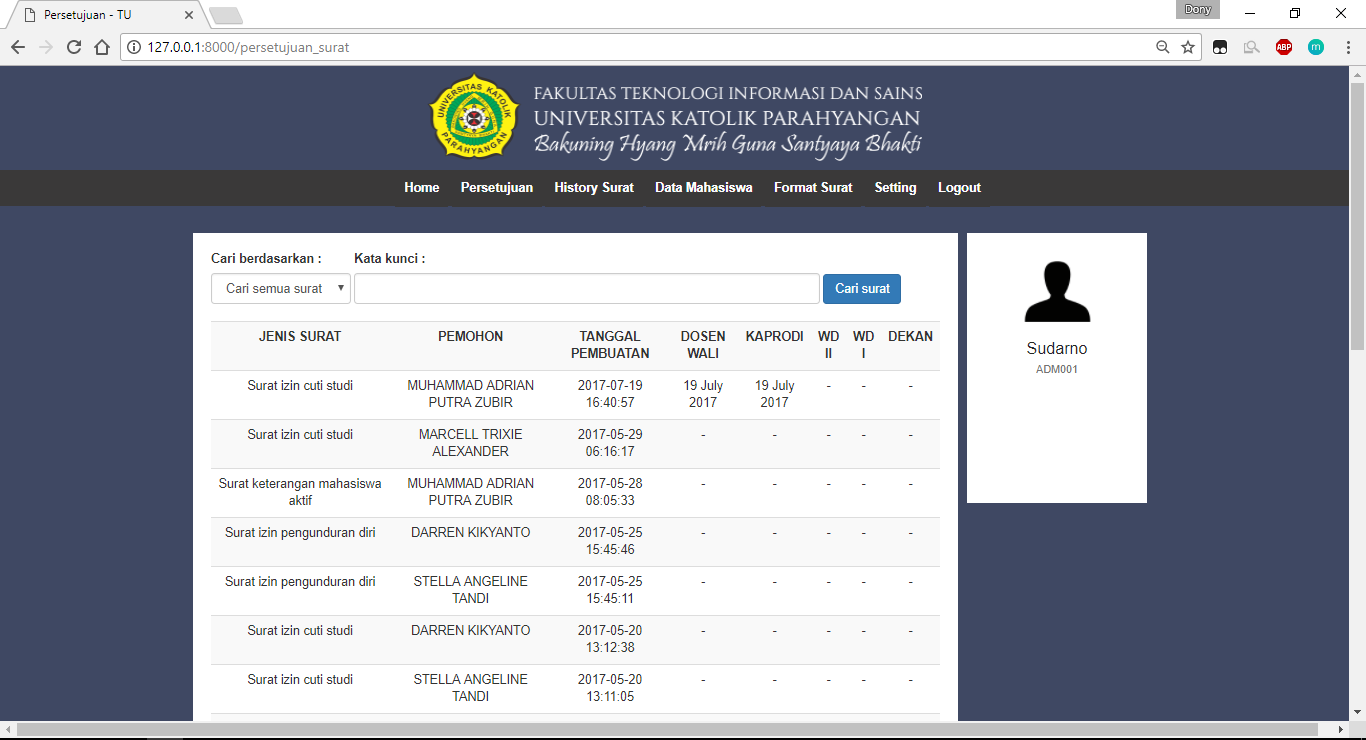 Persetujuan - TU
Dony
127.0.0.1:8000/persetujuan_surat
ABP
m
UNIVERSITAS KATOLIK
PARAHYANGAN
FAKULTAS TEKNOLOGI INFORMASI DAN SAINS
UNIVERSITAS KATOLIK PARAHYANGAN
Bakuning Hyang Mrih Guna Santyaya Bhakti
Home Persetujuan History Surat Data Mahasiswa Format Surat Setting Logout
Cari berdasarkan : Kata kunci :
Cari semua surat Cari surat
JENIS SURAT PEMOHON TANGGAL DOSEN KAPRODI WD WD DEKAN
PEMBUATAN WALI II I
Surat izin cuti studi MUHAMMAD ADRIAN 2017-07-19 19 July 19 July - - -
PUTRA ZUBIR 16:40:57 2017 2017
Surat izin cuti studi MARCELL TRIXIE 2017-05-29 - - - - -
ALEXANDER 06:16:17
Surat keterangan mahasiswa MUHAMMAD ADRIAN 2017-05-28 - - - - -
aktif PUTRA ZUBIR 08:05:33
Surat izin pengunduran diri DARREN KIKYANTO 2017-05-25 - - - - -
15:45:46
Surat izin pengunduran diri STELLA ANGELINE 2017-05-25 - - - - -
TANDI 15:45:11
Surat izin cuti studi DARREN KIKYANTO 2017-05-20 - - - - -
13:12:38
Surat izin cuti studi STELLA ANGELINE 2017-05-20 - - - - -
TANDI 13:11:05
Sudarno
ADM001